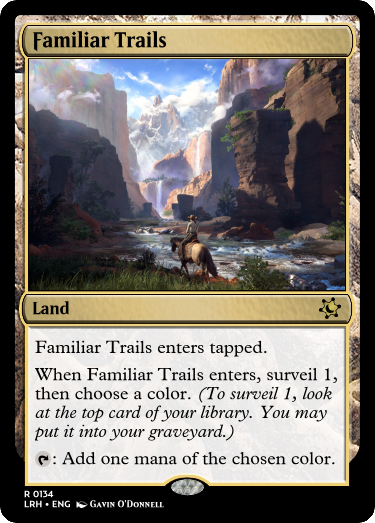 Familiar Trails
Land
Familiar Trails enters tapped.
When Familiar Trails enters, surveil 1,
then choose a color. (To surveil 1, look
at the top card of your library. You may
put it into your graveyard.)
: Add one mana of the chosen color.
R 0134
LRH • ENG Gavin O'Donnell